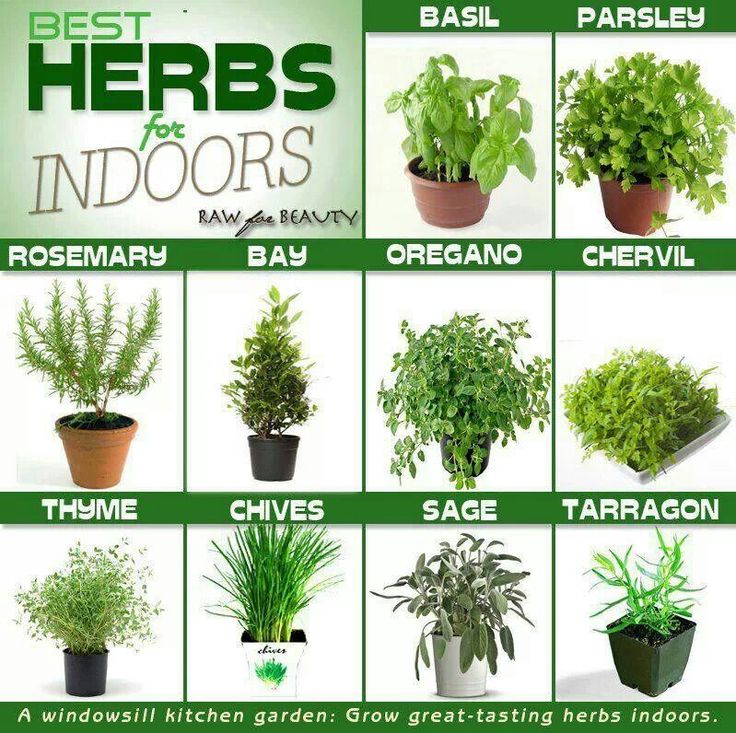 BEST
HERBS
for
INDOORS
RAW for BEAUTY
BASIL
PARSLEY
ROSEMARY
BAY
OREGANO
CHERVIL
THYME
CHIVES
SAGE
TARRAGON
chives
A windowsill kitchen garden: Grow great-tasting herbs indoors.